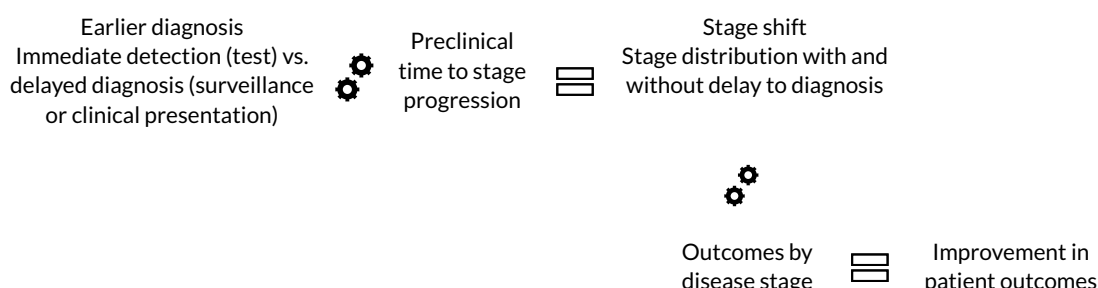 Earlier diagnosis
Immediate detection (test) vs.
delayed diagnosis (surveillance
or clinical presentation)
Preclinical
time to stage
progression
Stage shift
Stage distribution with and
without delay to diagnosis
Outcomes by
disease stage
Improvement in
patient outcomes